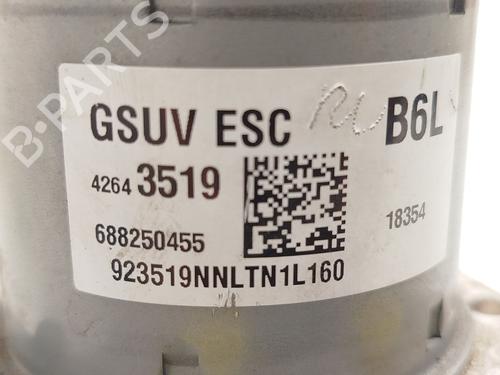 B-PARTS
GSUV ESC B6L
4264 3519
688250455
18354
923519NNLTN1L160